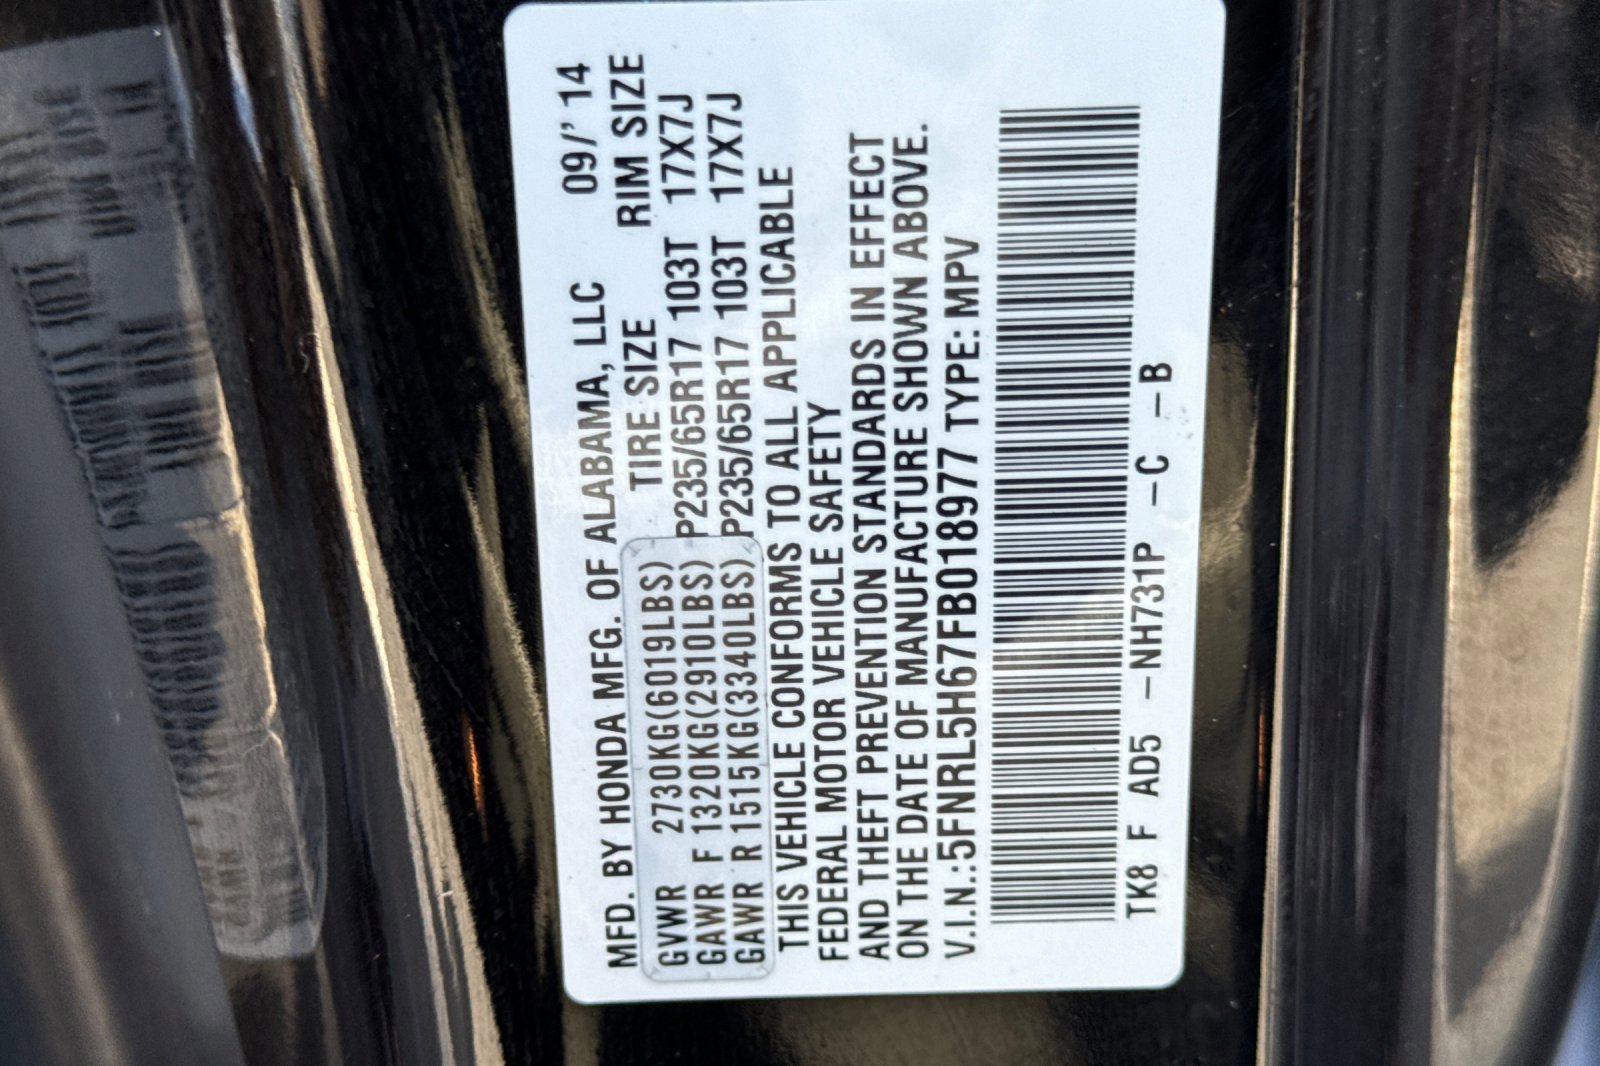 MFD. BY HONDA MFG. OF ALABAMA, LLC 09/'14
TIRE SIZE RIM SIZE
GVWR 2730KG(6019LBS) P235/65R17 103T 17X7J
GAWR F 1320KG(2910LBS) P235/65R17 103T 17X7J
GAWR R 1515KG(3340LBS)
THIS VEHICLE CONFORMS TO ALL APPLICABLE
FEDERAL MOTOR VEHICLE SAFETY
AND THEFT PREVENTION STANDARDS IN EFFECT
ON THE DATE OF MANUFACTURE SHOWN ABOVE.
V.I.N.:5FNRL5H67FB018977 TYPE: MPV
TK8 F AD5 –NH731P –C –B